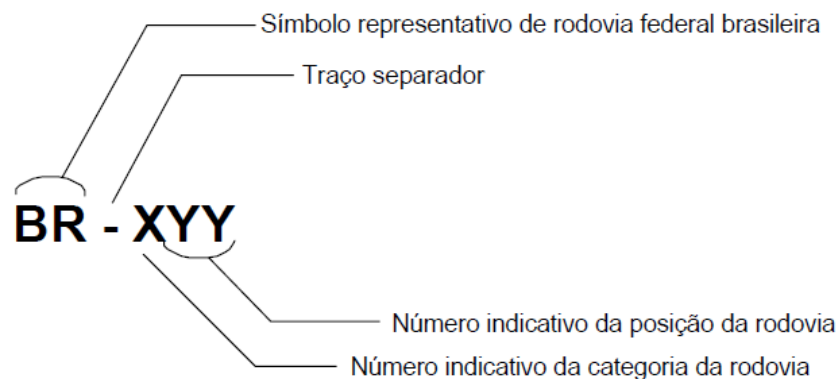 Símbolo representativo de rodovia federal brasileira
Traço separador
BR - XYY
Número indicativo da posição da rodovia
Número indicativo da categoria da rodovia